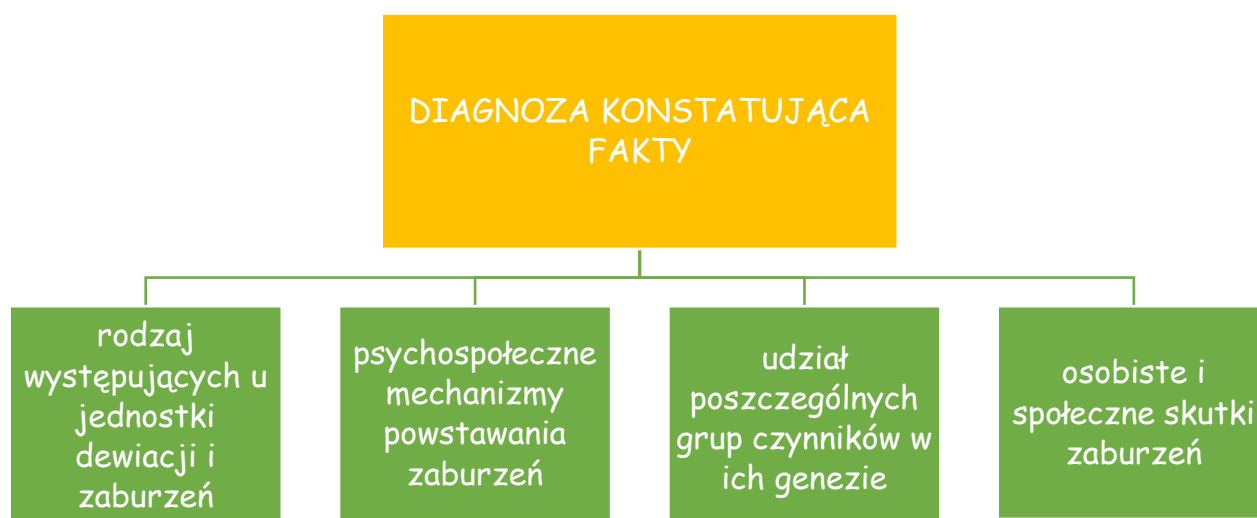 DIAGNOZA KONSTATUJĄCA
FAKTY
rodzaj
występujących u
jednostki
dewiacji i
zaburzeń
psychospołeczne
mechanizmy
powstawania
zaburzeń
udział
poszczególnych
grup czynników w
ich genezie
osobiste i
społeczne skutki
zaburzeń